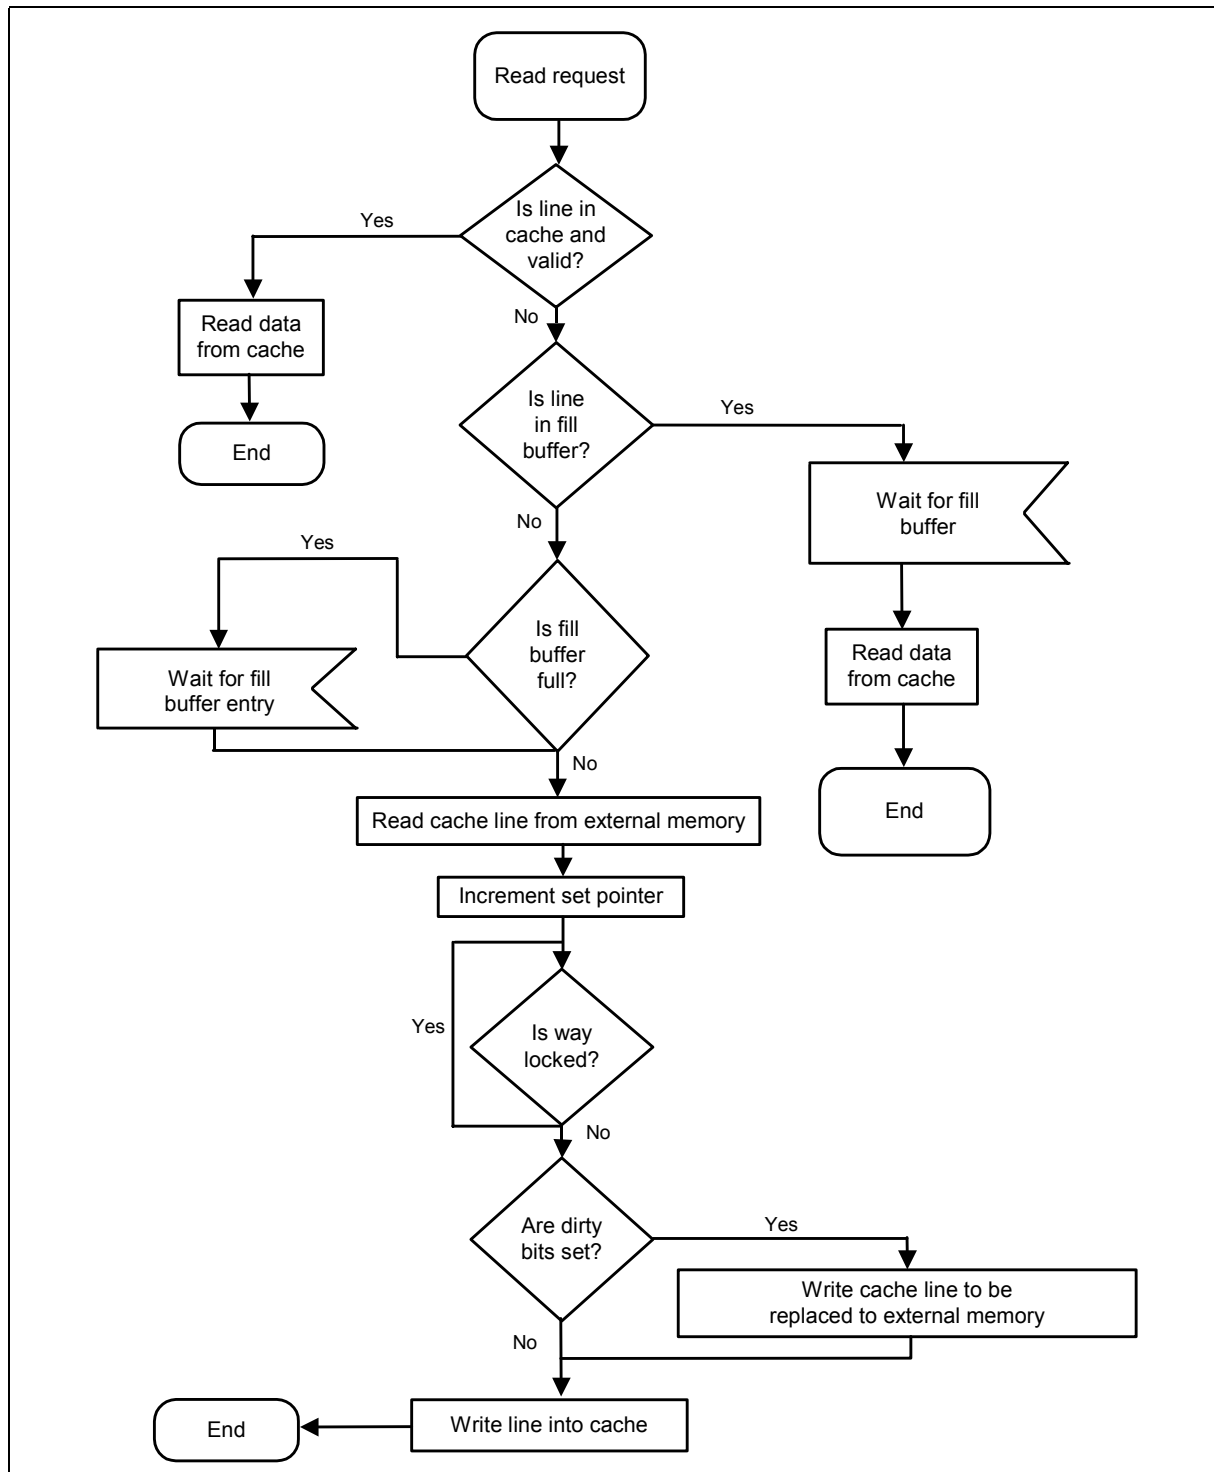 Read request
Is line in
cache and
valid?
Yes
No
Read data
from cache
End
Is line
in fill
buffer?
Yes
No
Wait for fill
buffer
Read data
from cache
End
Is fill
buffer
full?
Yes
No
Wait for fill
buffer entry
Read cache line from external memory
Increment set pointer
Is way
locked?
Yes
No
Are dirty
bits set?
Yes
No
Write cache line to be
replaced to external memory
Write line into cache
End